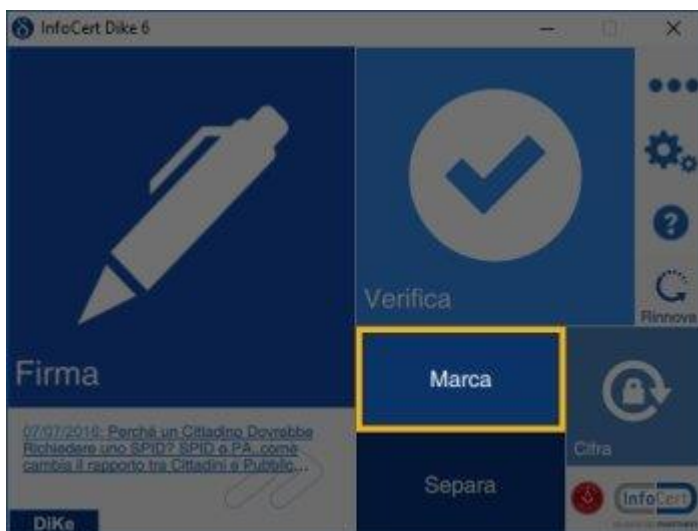 InfoCert Dike 6
Verifica
Rinnova
Firma
Marca
Cifra
07/07/2016: Perché un Cittadino Dovrebbe
Richiedere uno SPID? SPID e PA, come
cambia il rapporto tra Cittadini e Pubblic...
Separa
DiKe
InfoCert